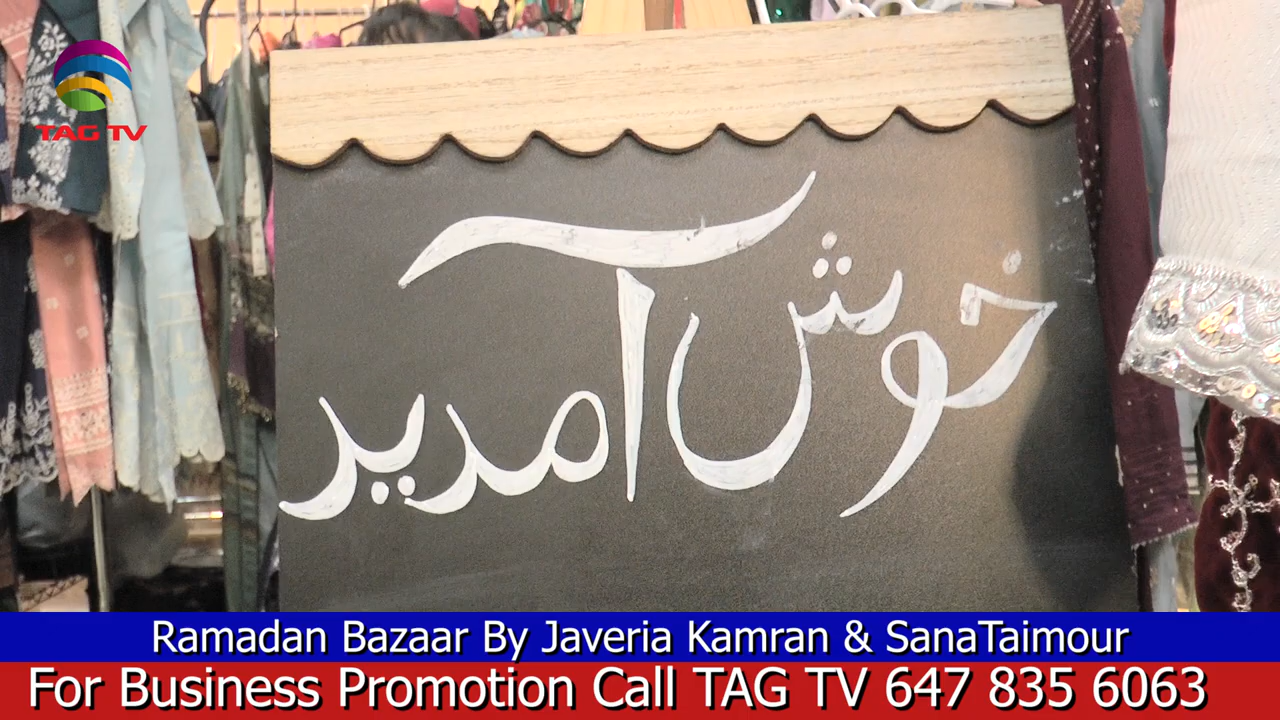 TAG TV
خوش آمدید
Ramadan Bazaar By Javeria Kamran & SanaTaimour
For Business Promotion Call TAG TV 647 835 6063